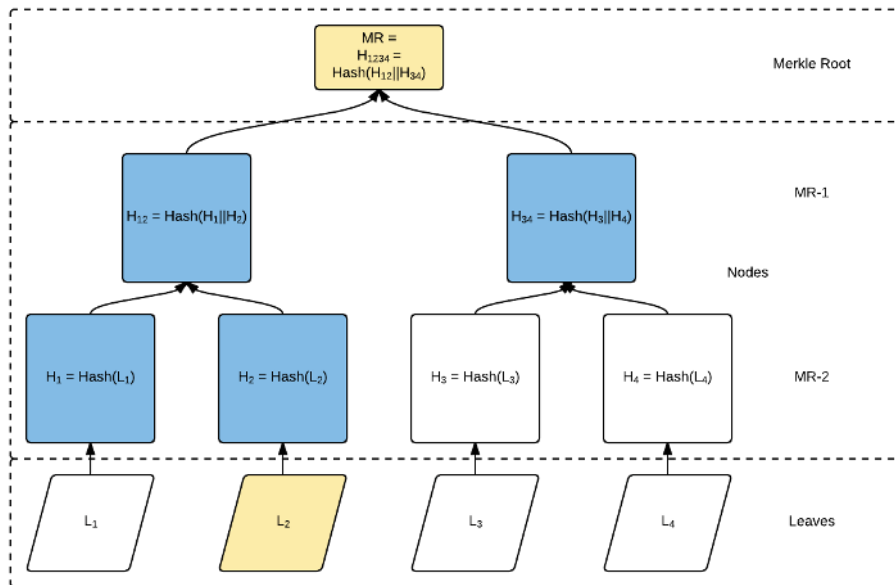 MR =
H₁₂₃₄ =
Hash(H₁₂||H₃₄)
Merkle Root
H₁₂ = Hash(H₁||H₂)
H₃₄ = Hash(H₃||H₄)
MR-1
Nodes
H₁ = Hash(L₁)
H₂ = Hash(L₂)
H₃ = Hash(L₃)
H₄ = Hash(L₄)
MR-2
L₁
L₂
L₃
L₄
Leaves